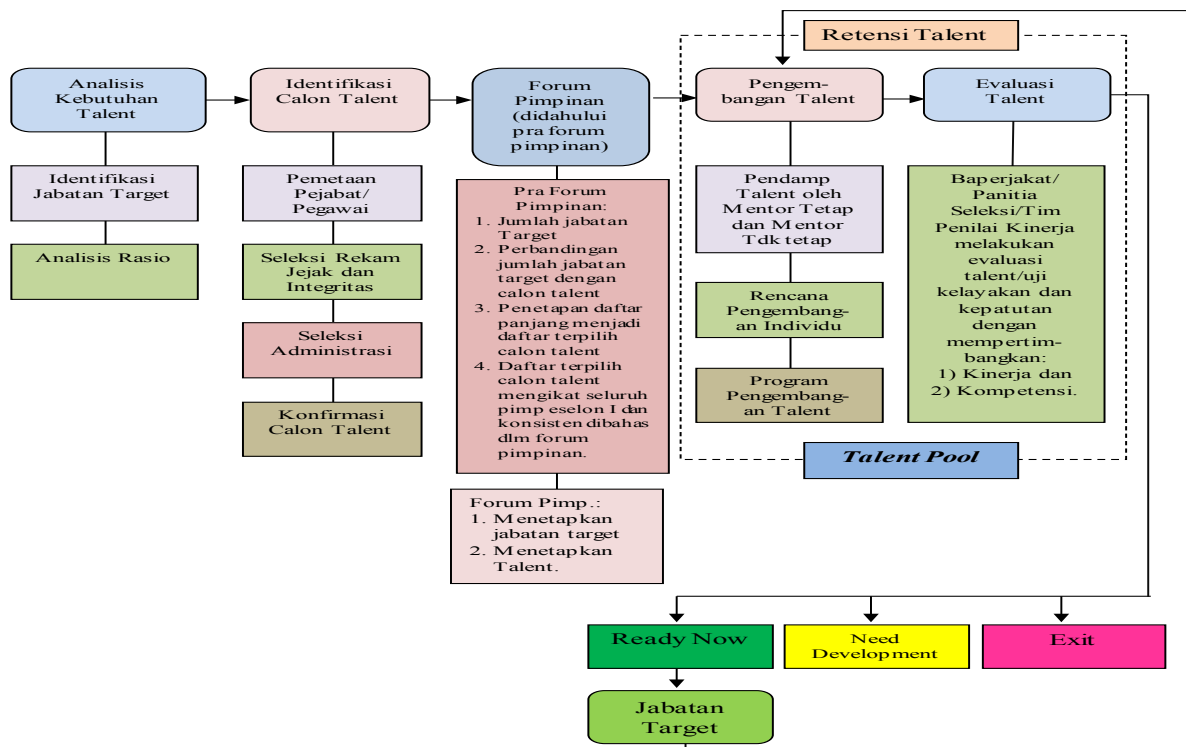 Retensi Talent
Analisis
Kebutuhan
Talent
Identifikasi
Jabatan Target
Analisis Rasio
Identifikasi
Calon Talent
Pemetaan
Pejabat/
Pegawai
Seleksi Rekam
Jejak dan
Integritas
Seleksi
Administrasi
Konfirmasi
Calon Talent
Forum
Pimpinan
(didahului
pra forum
pimpinan)
Pra Forum
Pimpinan:
1. Jumlah jabatan
Target
2. Perbandingan
jumlah jabatan
target dengan
calon talent
3. Penetapan daftar
panjang menjadi
daftar terpilih
calon talent
4. Daftar terpilih
calon talent
mengikat seluruh
pimp eselon I dan
konsisten dibahas
dlm forum
pimpinan.
Forum Pimp.:
1. Menetapkan
jabatan target
2. Menetapkan
Talent.
Pengem-
bangan Talent
Pendamp
Talent oleh
Mentor Tetap
dan Mentor
Tdk tetap
Rencana
Pengembang-
an Individu
Program
Pengembang-
an Talent
Evaluasi
Talent
Baperjakat/
Panitia
Seleksi/Tim
Penilai Kinerja
melakukan
evaluasi
talent/uji
kelayakan dan
kepatutan
dengan
mempertim-
bangkan:
1) Kinerja dan
2) Kompetensi.
Talent Pool
Ready Now
Need
Development
Exit
Jabatan
Target